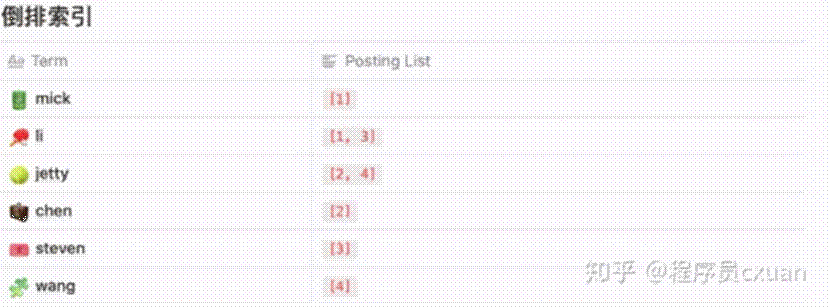 倒排索引
Aa Term Posting List
mick [1]
li [1, 3]
jetty [2, 4]
chen [2]
steven [3]
wang [4]
知乎 @程序员cxuan